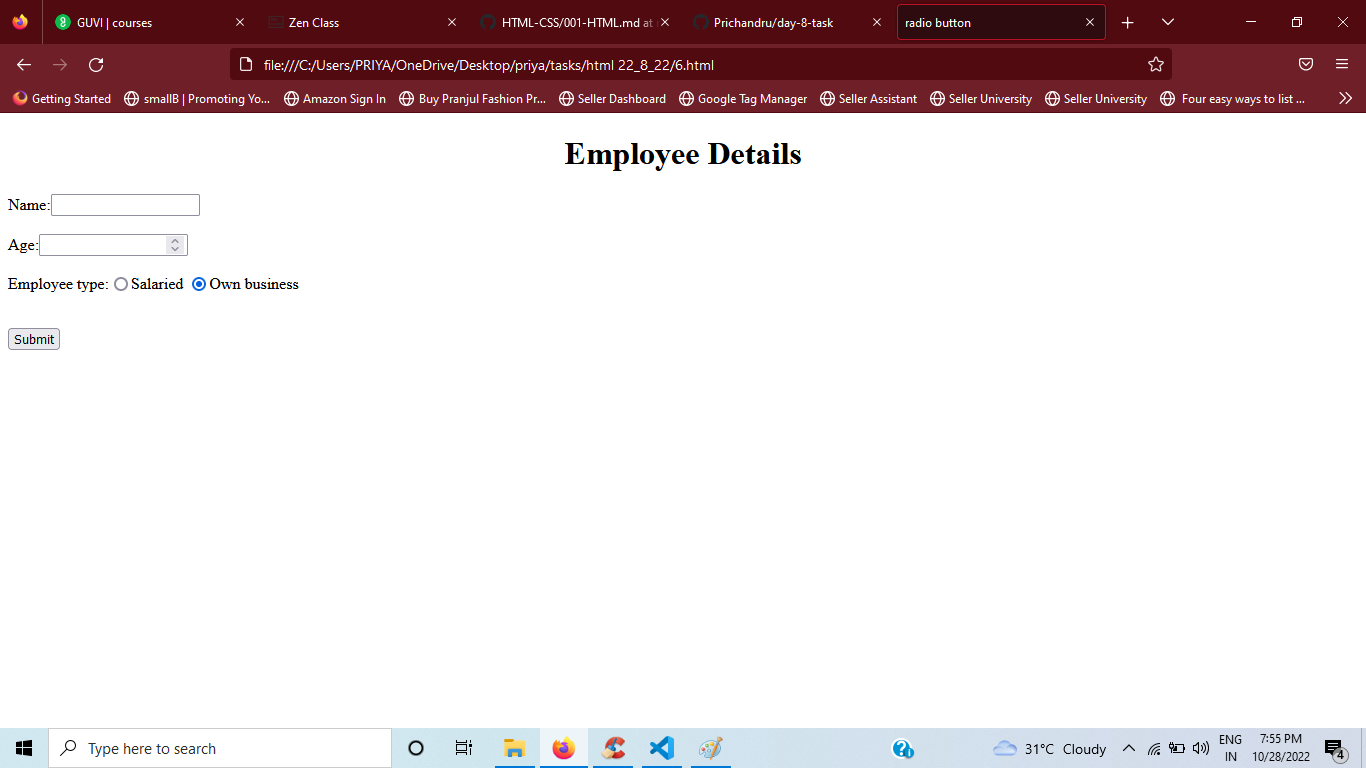 GUVI | courses
Zen Class
HTML-CSS/001-HTML.md at
Prichandru/day-8-task
radio button
file:///C:/Users/PRIYA/OneDrive/Desktop/priya/tasks/html 22_8_22/6.html
Getting Started smallB | Promoting Yo... Amazon Sign In Buy Pranjul Fashion Pr... Seller Dashboard Google Tag Manager Seller Assistant Seller University Seller University Four easy ways to list ...
Employee Details
Name:
Age:
Employee type: Salaried Own business
Submit
Type here to search
31°C Cloudy
ENG
IN
7:55 PM
10/28/2022
4